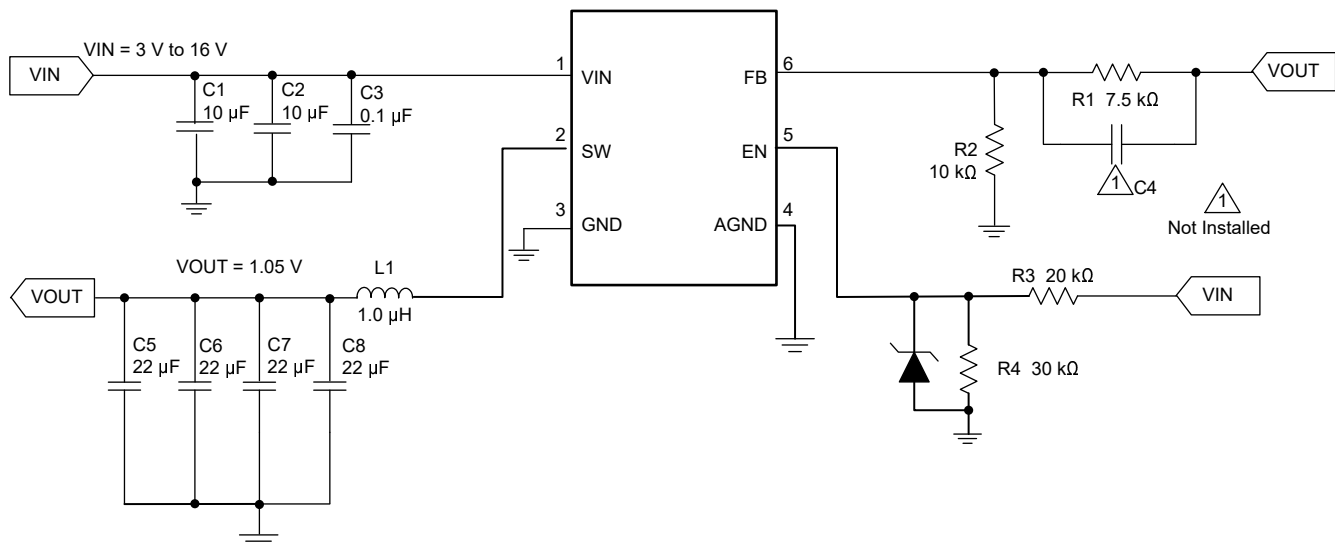 VIN = 3 V to 16 V
VIN
C1
10 µF
C2
10 µF
C3
0.1 µF
1
VIN
2
SW
3
GND
6
FB
5
EN
4
AGND
R2
10 kΩ
R1 7.5 kΩ
VOUT
1
C4
1
Not Installed
VOUT = 1.05 V
VOUT
L1
1.0 µH
C5
22 µF
C6
22 µF
C7
22 µF
C8
22 µF
R3 20 kΩ
VIN
R4 30 kΩ